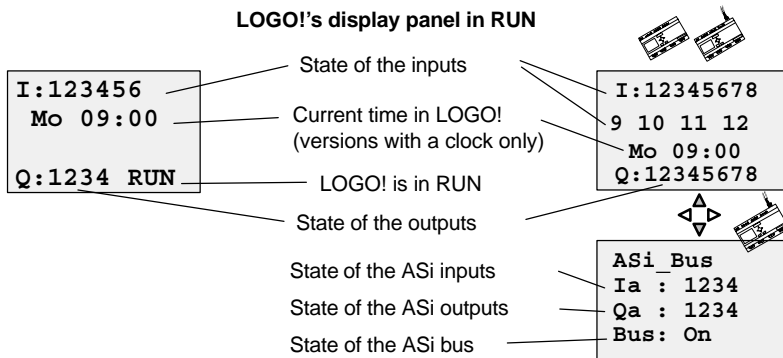 LOGO!'s display panel in RUN
I:123456
Mo 09:00
Q:1234 RUN
State of the inputs
Current time in LOGO!
(versions with a clock only)
LOGO! is in RUN
State of the outputs
I:12345678
9 10 11 12
Mo 09:00
Q:12345678
State of the ASi inputs
State of the ASi outputs
State of the ASi bus
ASi_Bus
Ia : 1234
Qa : 1234
Bus: On